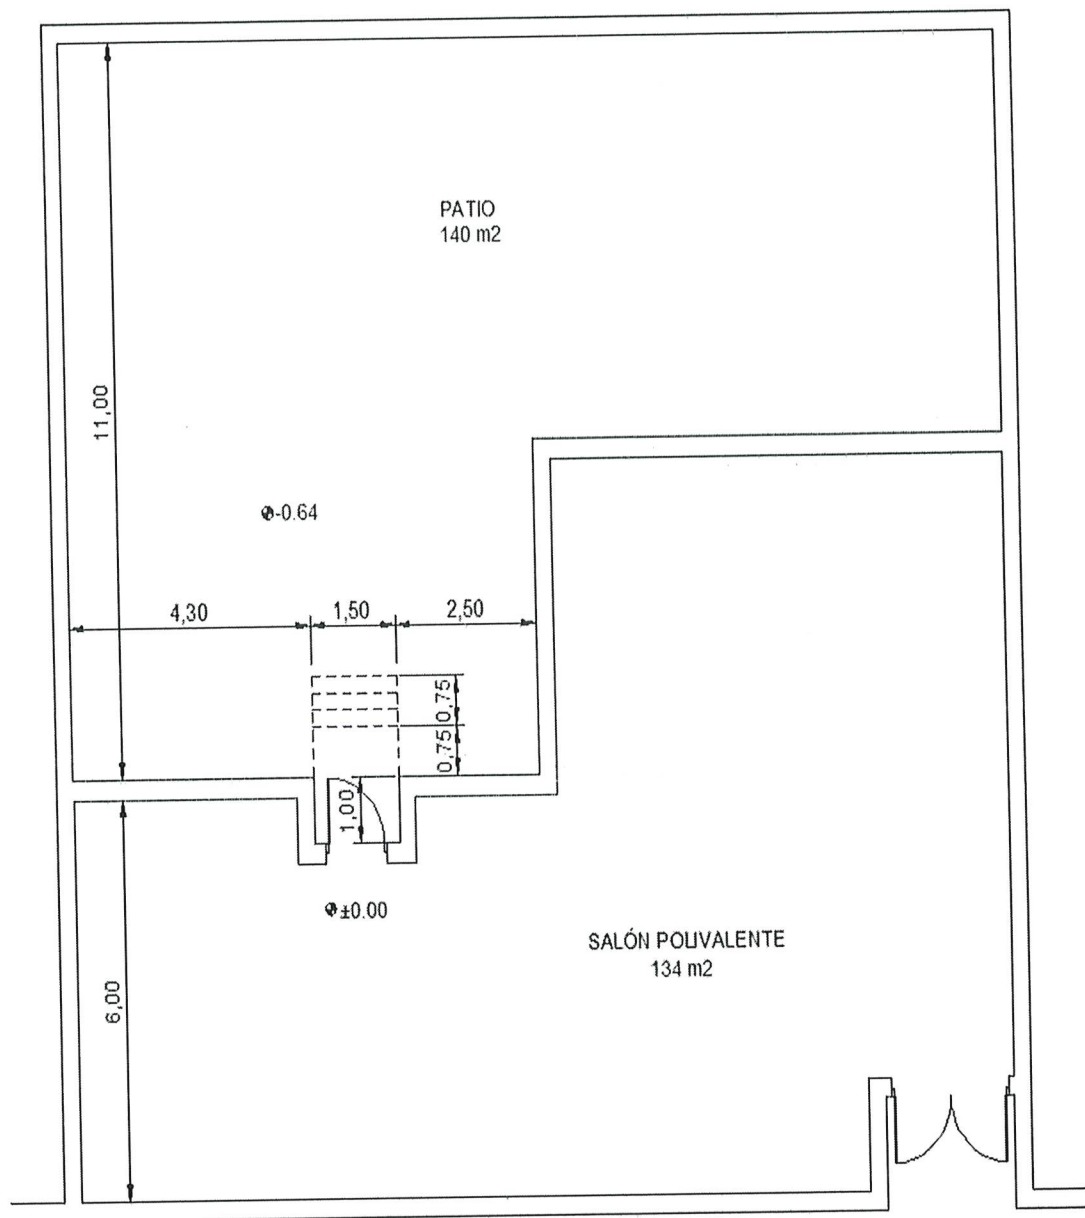 PATIO
140 m2
11,00
-0.64
4,30
1,50
2,50
0,75
0,75
1,00
±0.00
SALÓN POLIVALENTE
134 m2
6,00